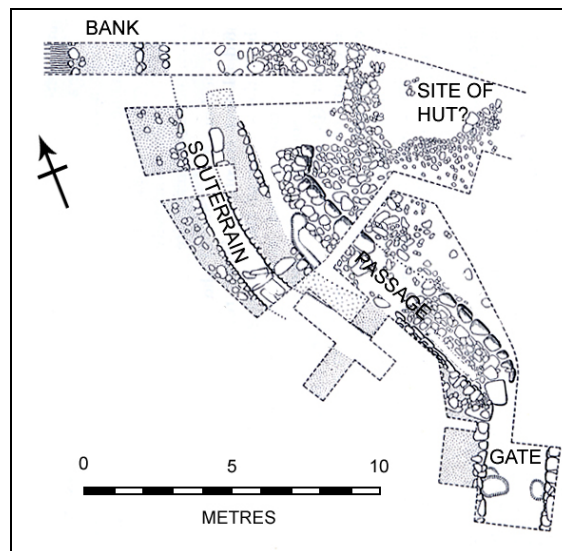 BANK
SITE OF
HUT?
SOUTERRAIN
PASSAGE
GATE
0 5 10
METRES